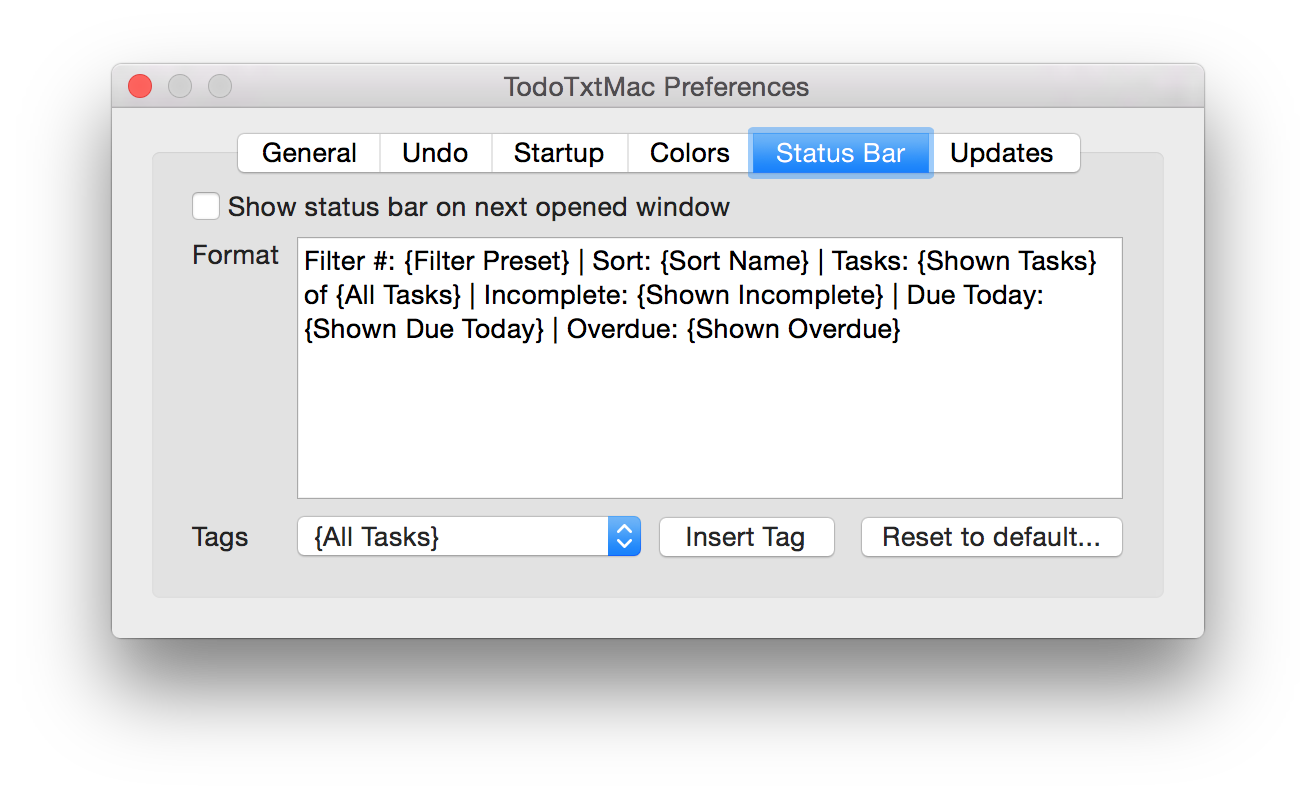 TodoTxtMac Preferences
General Undo Startup Colors Status Bar Updates
Show status bar on next opened window
Format
Filter #: {Filter Preset} | Sort: {Sort Name} | Tasks: {Shown Tasks}
of {All Tasks} | Incomplete: {Shown Incomplete} | Due Today:
{Shown Due Today} | Overdue: {Shown Overdue}
Tags {All Tasks} Insert Tag Reset to default...